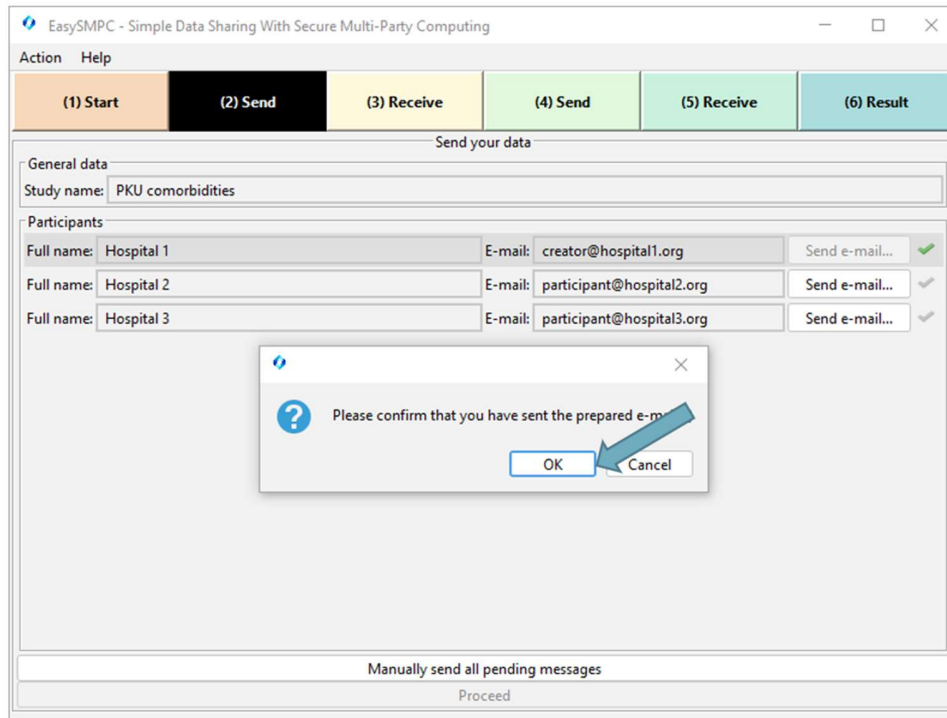 EasySMPC - Simple Data Sharing With Secure Multi-Party Computing
Action Help
(1) Start (2) Send (3) Receive (4) Send (5) Receive (6) Result
Send your data
General data
Study name: PKU comorbidities
Participants
Full name: Hospital 1 E-mail: creator@hospital1.org Send e-mail...
Full name: Hospital 2 E-mail: participant@hospital2.org Send e-mail...
Full name: Hospital 3 E-mail: participant@hospital3.org Send e-mail...
Please confirm that you have sent the prepared
OK Cancel
Manually send all pending messages
Proceed